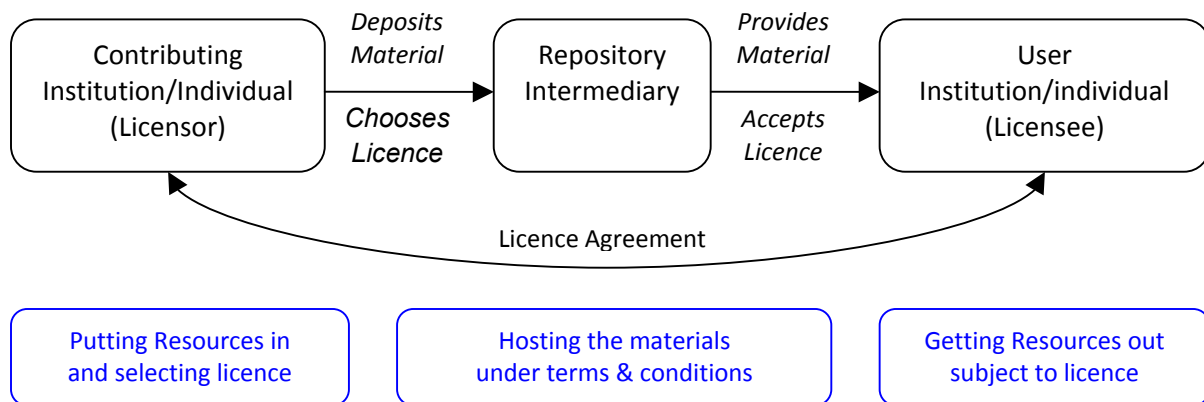 Contributing
Institution/Individual
(Licensor)
Deposits
Material
Chooses
Licence
Repository
Intermediary
Provides
Material
Accepts
Licence
User
Institution/individual
(Licensee)
Licence Agreement
Putting Resources in
and selecting licence
Hosting the materials
under terms & conditions
Getting Resources out
subject to licence